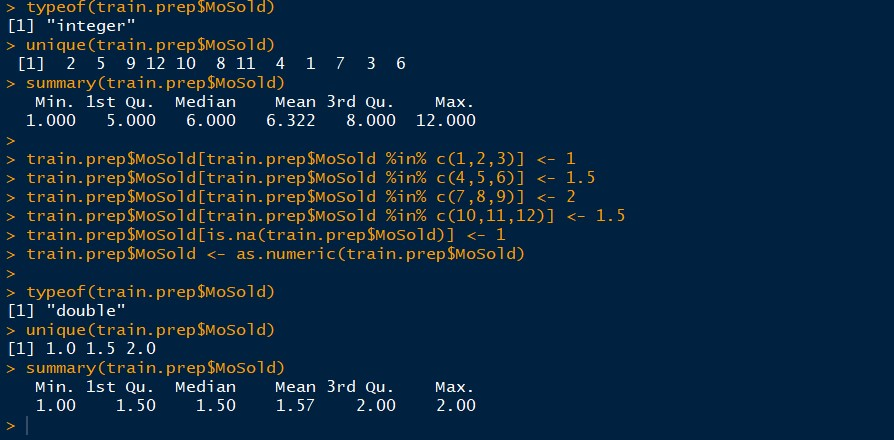 > typeof(train.prep$MoSold)
[1] "integer"
> unique(train.prep$MoSold)
 [1]  2  5  9 12 10  8 11  4  1  7  3  6
> summary(train.prep$MoSold)
   Min. 1st Qu.  Median    Mean 3rd Qu.    Max.
  1.000   5.000   6.000   6.322   8.000  12.000
>
> train.prep$MoSold[train.prep$MoSold %in% c(1,2,3)] <- 1
> train.prep$MoSold[train.prep$MoSold %in% c(4,5,6)] <- 1.5
> train.prep$MoSold[train.prep$MoSold %in% c(7,8,9)] <- 2
> train.prep$MoSold[train.prep$MoSold %in% c(10,11,12)] <- 1.5
> train.prep$MoSold[is.na(train.prep$MoSold)] <- 1
> train.prep$MoSold <- as.numeric(train.prep$MoSold)
>
> typeof(train.prep$MoSold)
[1] "double"
> unique(train.prep$MoSold)
[1] 1.0 1.5 2.0
> summary(train.prep$MoSold)
   Min. 1st Qu.  Median    Mean 3rd Qu.    Max.
   1.00    1.50    1.50    1.57    2.00    2.00
>